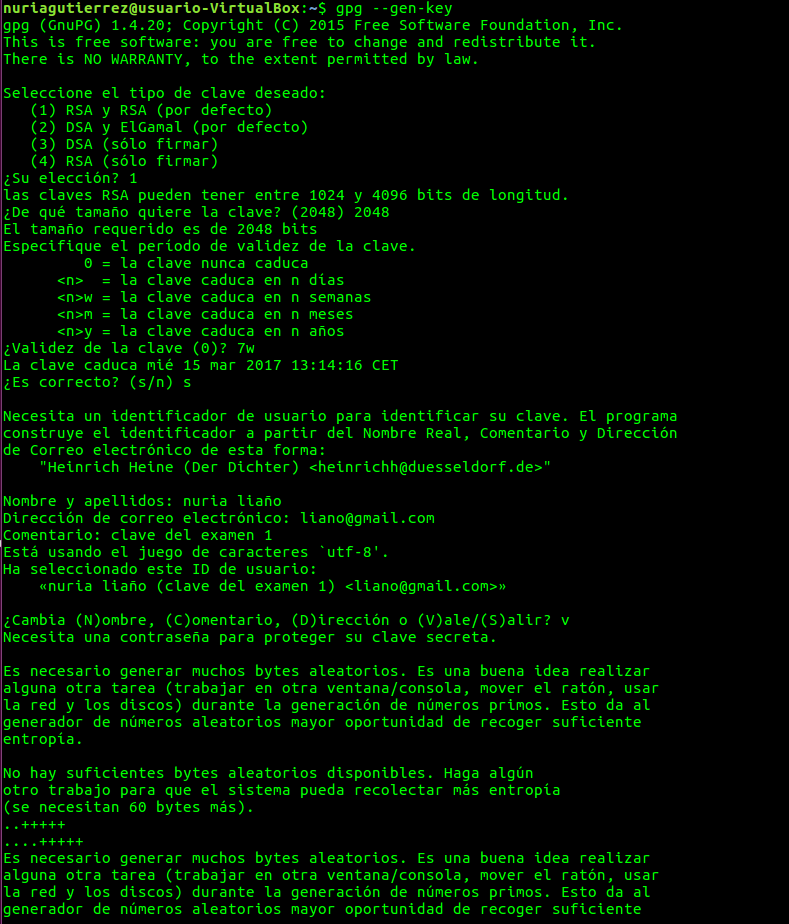 nuriagutierrez@usuario-VirtualBox:~$ gpg --gen-key
gpg (GnuPG) 1.4.20; Copyright (C) 2015 Free Software Foundation, Inc.
This is free software: you are free to change and redistribute it.
There is NO WARRANTY, to the extent permitted by law.

Seleccione el tipo de clave deseado:
   (1) RSA y RSA (por defecto)
   (2) DSA y ElGamal (por defecto)
   (3) DSA (sólo firmar)
   (4) RSA (sólo firmar)
¿Su elección? 1
las claves RSA pueden tener entre 1024 y 4096 bits de longitud.
¿De qué tamaño quiere la clave? (2048) 2048
El tamaño requerido es de 2048 bits
Especifique el período de validez de la clave.
         0 = la clave nunca caduca
      <n>  = la clave caduca en n días
      <n>w = la clave caduca en n semanas
      <n>m = la clave caduca en n meses
      <n>y = la clave caduca en n años
¿Validez de la clave (0)? 7w
La clave caduca mié 15 mar 2017 13:14:16 CET
¿Es correcto? (s/n) s

Necesita un identificador de usuario para identificar su clave. El programa
construye el identificador a partir del Nombre Real, Comentario y Dirección
de Correo electrónico de esta forma:
    "Heinrich Heine (Der Dichter) <heinrichh@duesseldorf.de>"

Nombre y apellidos: nuria liaño
Dirección de correo electrónico: liano@gmail.com
Comentario: clave del examen 1
Está usando el juego de caracteres `utf-8'.
Ha seleccionado este ID de usuario:
    «nuria liaño (clave del examen 1) <liano@gmail.com>»

¿Cambia (N)ombre, (C)omentario, (D)irección o (V)ale/(S)alir? v
Necesita una contraseña para proteger su clave secreta.

Es necesario generar muchos bytes aleatorios. Es una buena idea realizar
alguna otra tarea (trabajar en otra ventana/consola, mover el ratón, usar
la red y los discos) durante la generación de números primos. Esto da al
generador de números aleatorios mayor oportunidad de recoger suficiente
entropía.

No hay suficientes bytes aleatorios disponibles. Haga algún
otro trabajo para que el sistema pueda recolectar más entropía
(se necesitan 60 bytes más).
..+++++
....+++++
Es necesario generar muchos bytes aleatorios. Es una buena idea realizar
alguna otra tarea (trabajar en otra ventana/consola, mover el ratón, usar
la red y los discos) durante la generación de números primos. Esto da al
generador de números aleatorios mayor oportunidad de recoger suficiente